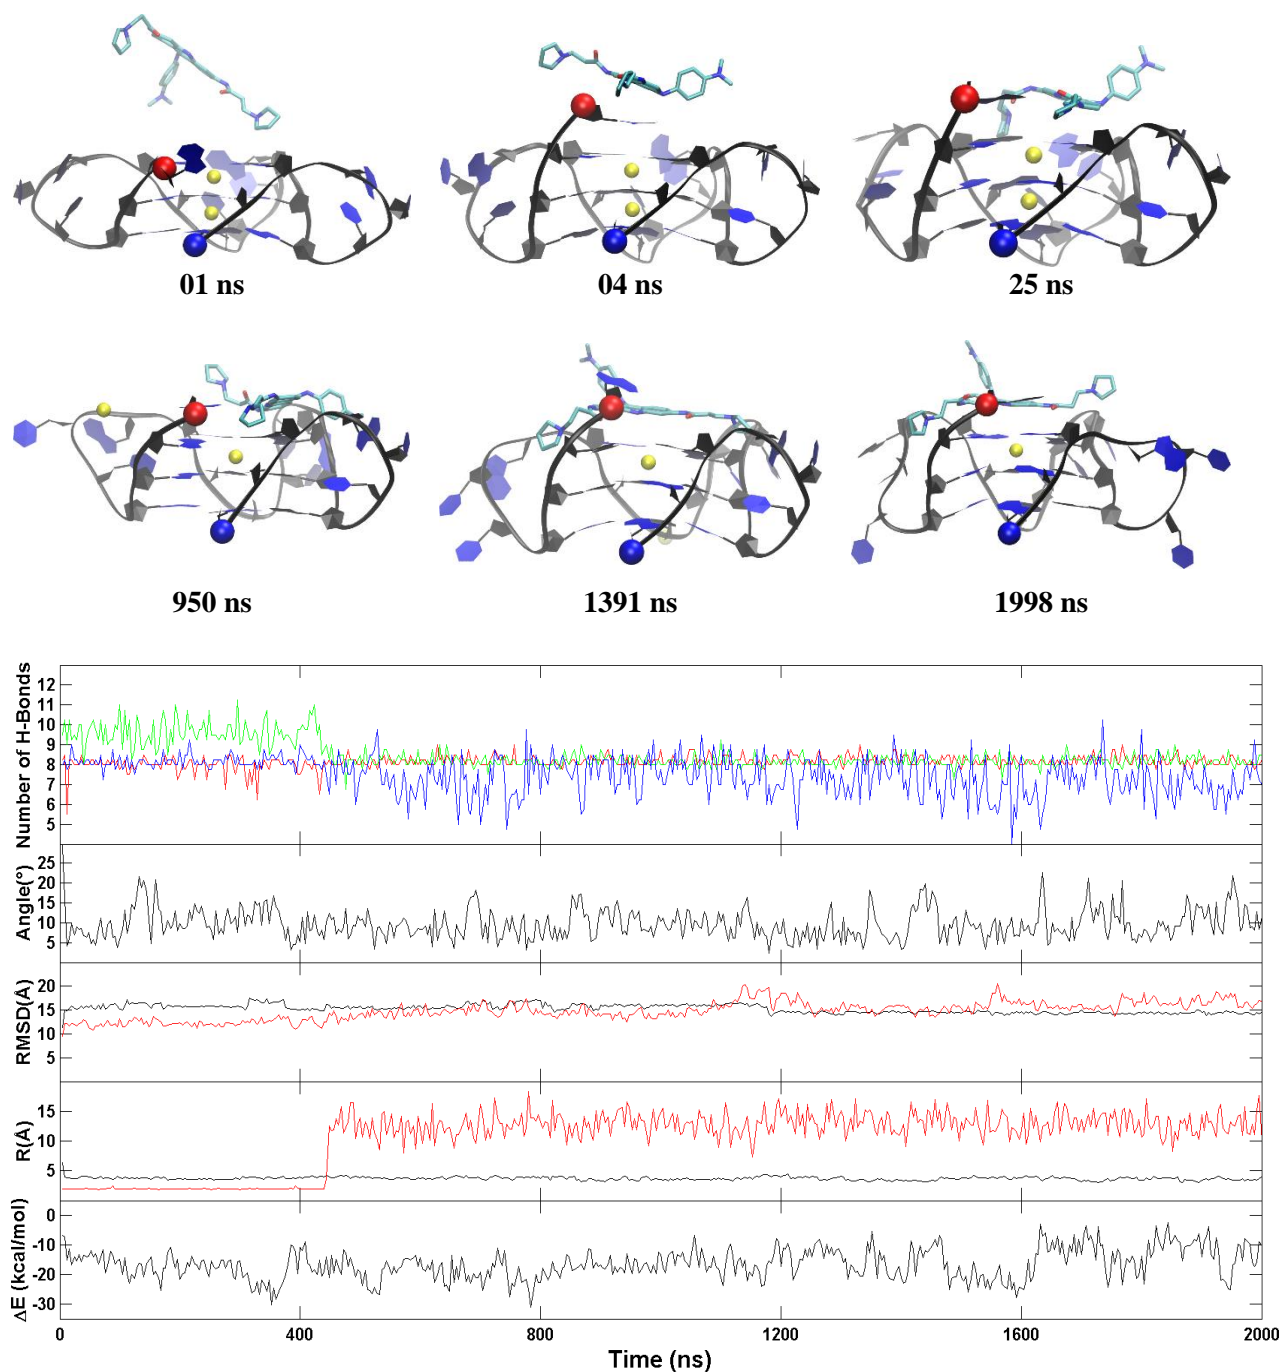 01 ns 04 ns 25 ns
950 ns 1391 ns 1998 ns
Number of H-Bonds
12
11
10
9
8
7
6
5
Angle(°)
25
20
15
10
5
RMSD(Å)
20
15
10
5
R(Å)
15
10
5
ΔE (kcal/mol)
0
-10
-20
-30
0 400 800 1200 1600 2000
Time (ns)